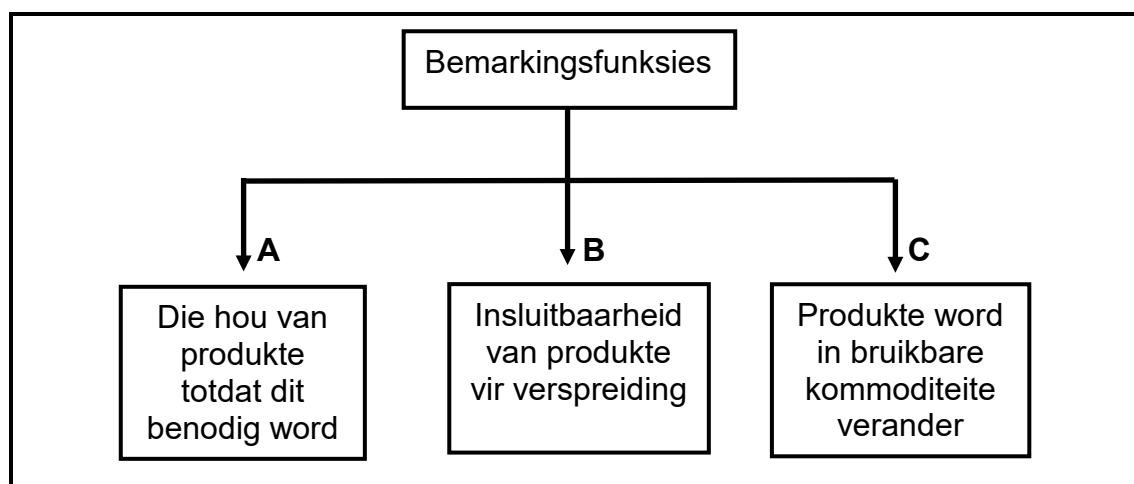 Bemarkingsfunksies
A
B
C
Die hou van
produkte
totdat dit
benodig word
Insluitbaarheid
van produkte
vir verspreiding
Produkte word
in bruikbare
kommoditeite
verander